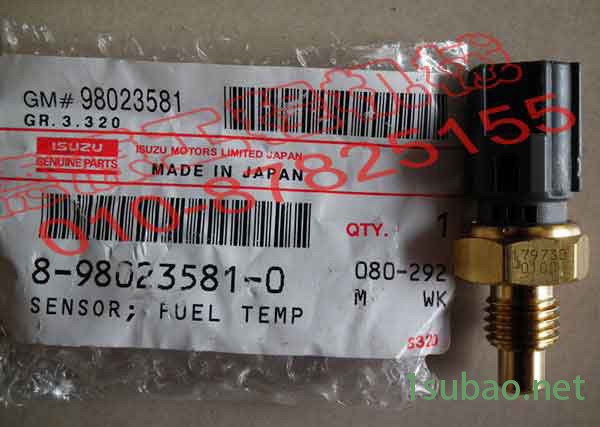 GM# 98023581
GR.3.320
ISUZU
GENUINE PARTS
ISUZU MOTORS LIMITED JAPAN
MADE IN JAPAN
010-87825155
QTY. 1
8-98023581-0
080-292
SENSOR; FUEL TEMP
M WK
S320
179730
1subao.net